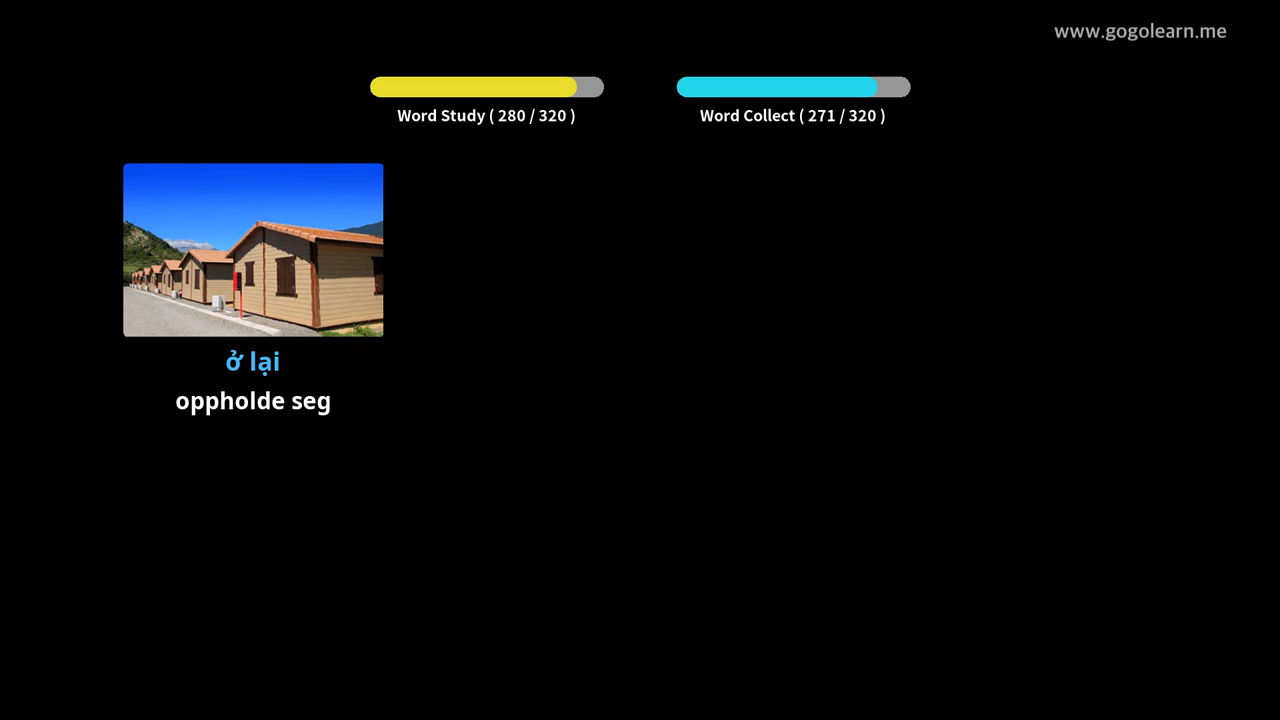 www.gogolearn.me
Word Study ( 280 / 320 )
Word Collect ( 271 / 320 )
ở lại
oppholde seg